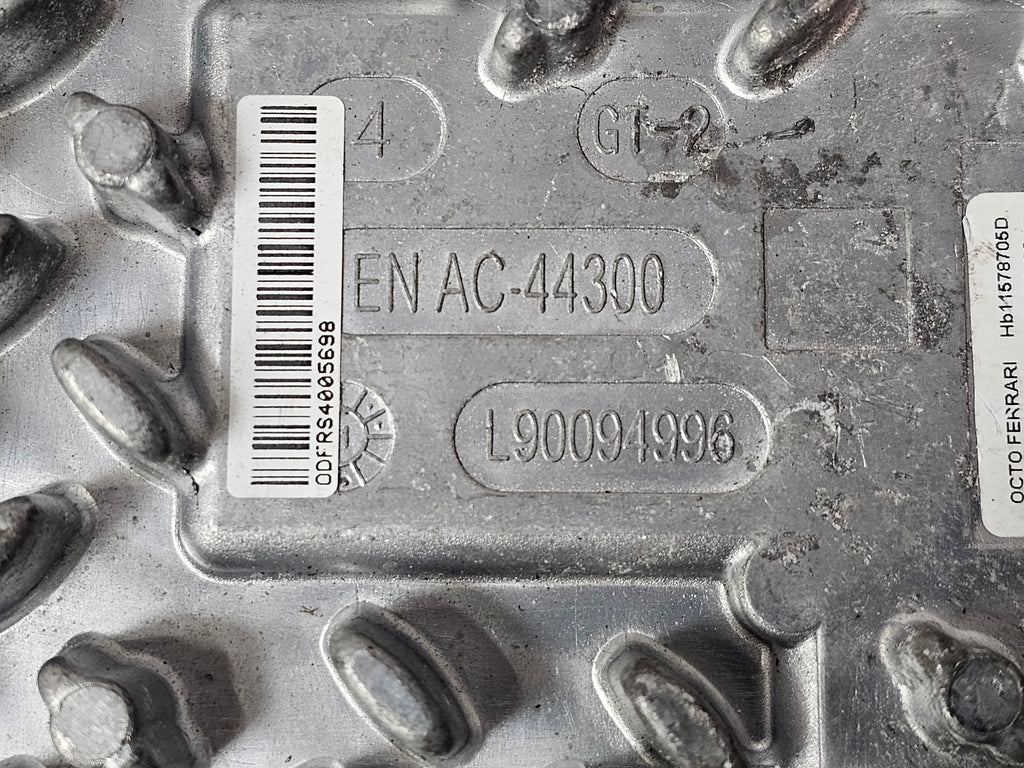 4
GT-2
EN AC-44300
L90094996
ODFRS4005698
OCTO FERRARI Hb11578705D